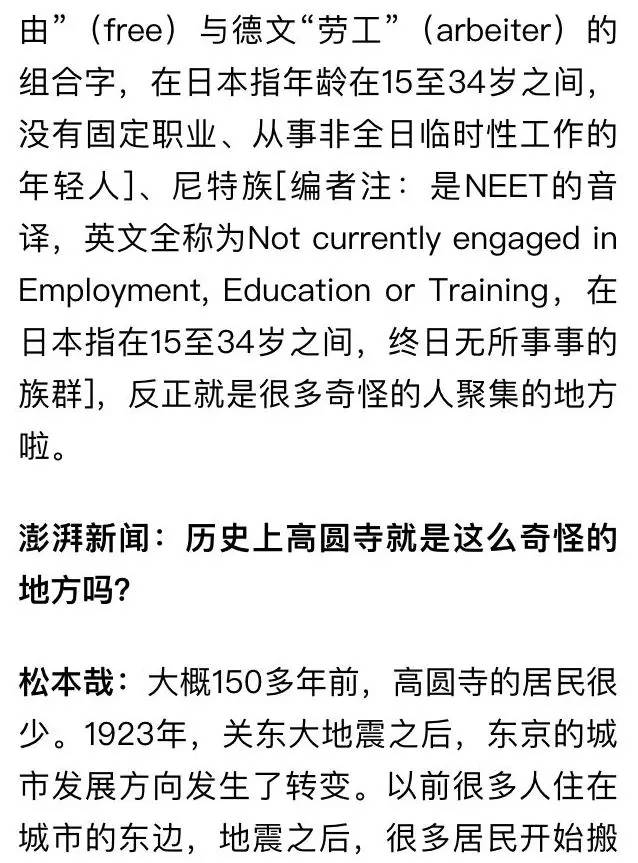 由”（free）与德文“劳工”（arbeiter）的
组合字，在日本指年龄在15至34岁之间，
没有固定职业、从事非全日临时性工作的
年轻人]、尼特族[编者注：是NEET的音
译，英文全称为Not currently engaged in
Employment, Education or Training，在
日本指在15至34岁之间，终日无所事事的
族群]，反正就是很多奇怪的人聚集的地方
啦。
澎湃新闻：历史上高圆寺就是这么奇怪的
地方吗？
松本哉：大概150多年前，高圆寺的居民很
少。1923年，关东大地震之后，东京的城
市发展方向发生了转变。以前很多人住在
城市的东边，地震之后，很多居民开始搬